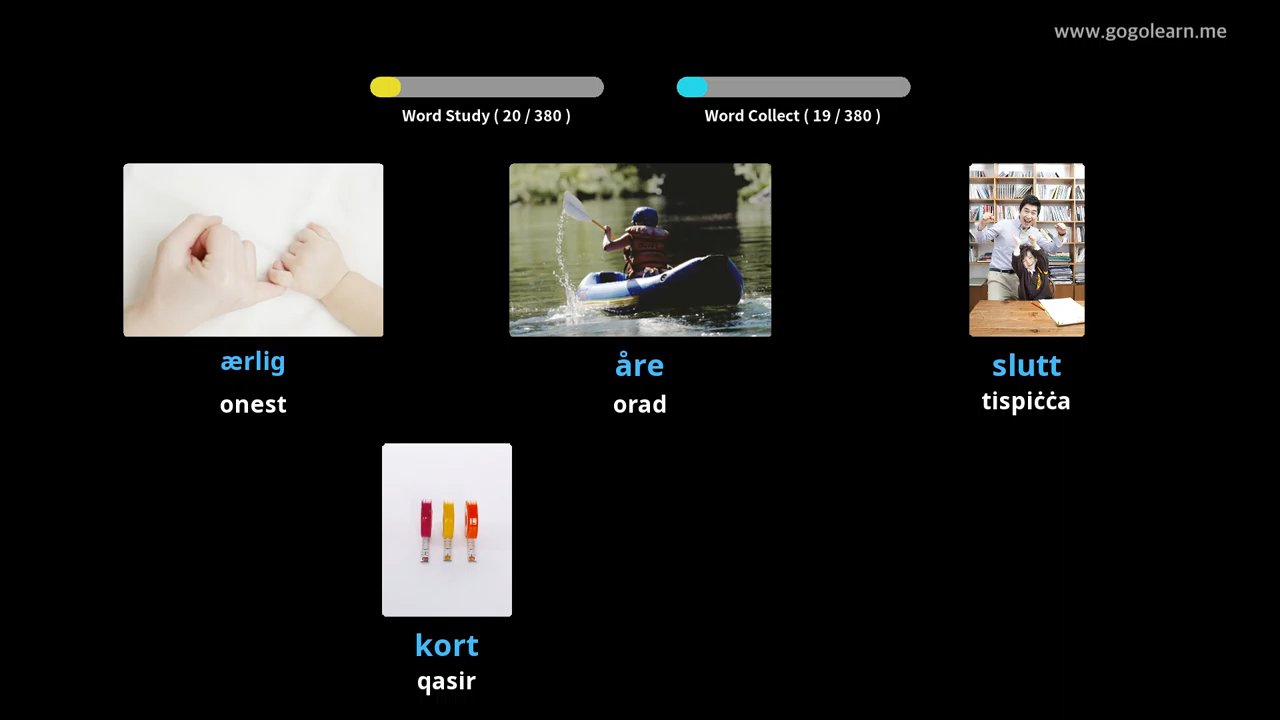 www.gogolearn.me
Word Study ( 20 / 380 )
Word Collect ( 19 / 380 )
ærlig
onest
åre
orad
slutt
tispiċċa
kort
qasir